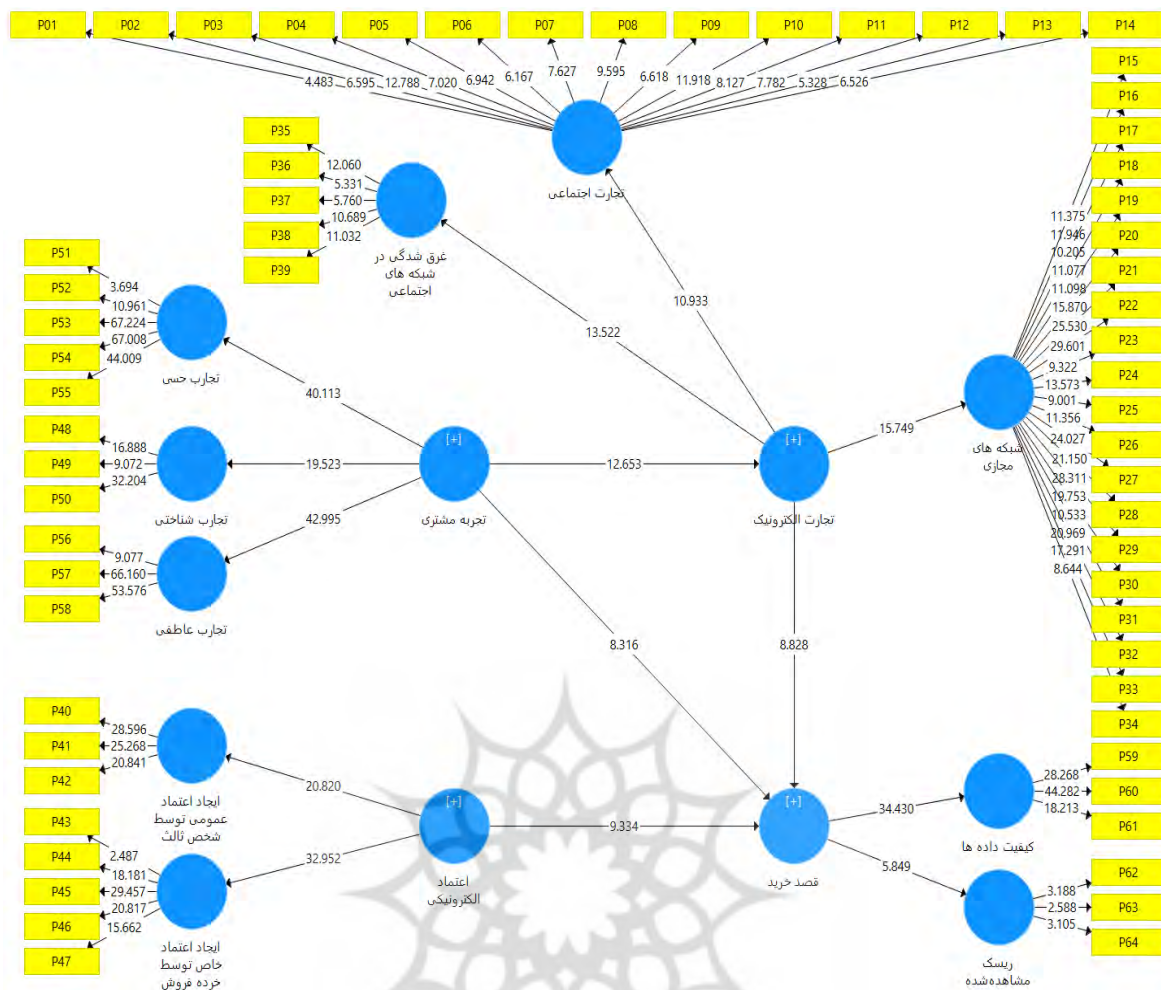 P01 P02 P03 P04 P05 P06 P07 P08 P09 P10 P11 P12 P13 P14
4.483 6.595 12.788 7.020 6.942 6.167 7.627 9.595 6.618 11.918 8.127 7.782 5.328 6.526
تجارت اجتماعی
P35
P36
P37
P38
P39
12.060
5.331
5.760
10.689
11.032
غرق شدگی در
شبکه های
اجتماعی
10.933
13.522
P15
P16
P17
P18
P19
P20
P21
P22
P23
P24
P25
P26
P27
P28
P29
P30
P31
P32
P33
P34
11.375
11.946
10.205
11.077
11.098
15.870
25.530
29.601
9.322
13.573
9.001
11.356
24.027
21.150
28.311
19.753
10.533
20.969
17.291
8.644
شبکه های
مجازی
15.749
P51
P52
P53
P54
P55
3.694
10.961
67.224
67.008
44.009
تجارب حسی
40.113
P48
P49
P50
16.888
9.072
32.204
تجارب شناختی
19.523
P56
P57
P58
9.077
66.160
53.576
تجارب عاطفی
42.995
[+]
تجربه مشتری
12.653
[+]
تجارت الکترونیک
8.316
8.828
P40
P41
P42
28.596
25.268
20.841
ایجاد اعتماد
عمومی توسط
شخص ثالث
20.820
P43
P44
P45
P46
P47
2.487
18.181
29.457
20.817
15.662
ایجاد اعتماد
خاص توسط
خرده فروش
32.952
[+]
اعتماد
الکترونیکی
9.334
[+]
قصد خرید
34.430
5.849
P59
P60
P61
28.268
44.282
18.213
کیفیت داده ها
P62
P63
P64
3.188
2.588
3.105
ریسک
مشاهده‌شده